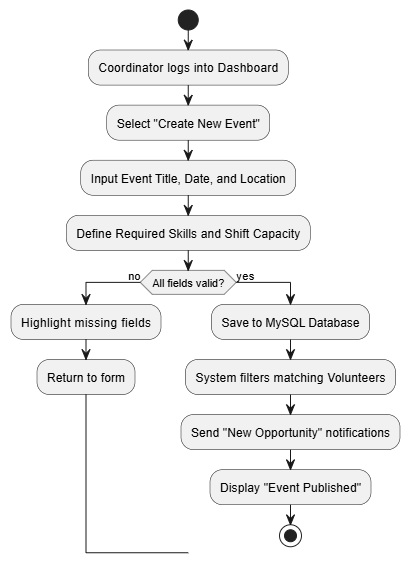 Coordinator logs into Dashboard
Select "Create New Event"
Input Event Title, Date, and Location
Define Required Skills and Shift Capacity
no
All fields valid?
yes
Highlight missing fields
Save to MySQL Database
Return to form
System filters matching Volunteers
Send "New Opportunity" notifications
Display "Event Published"